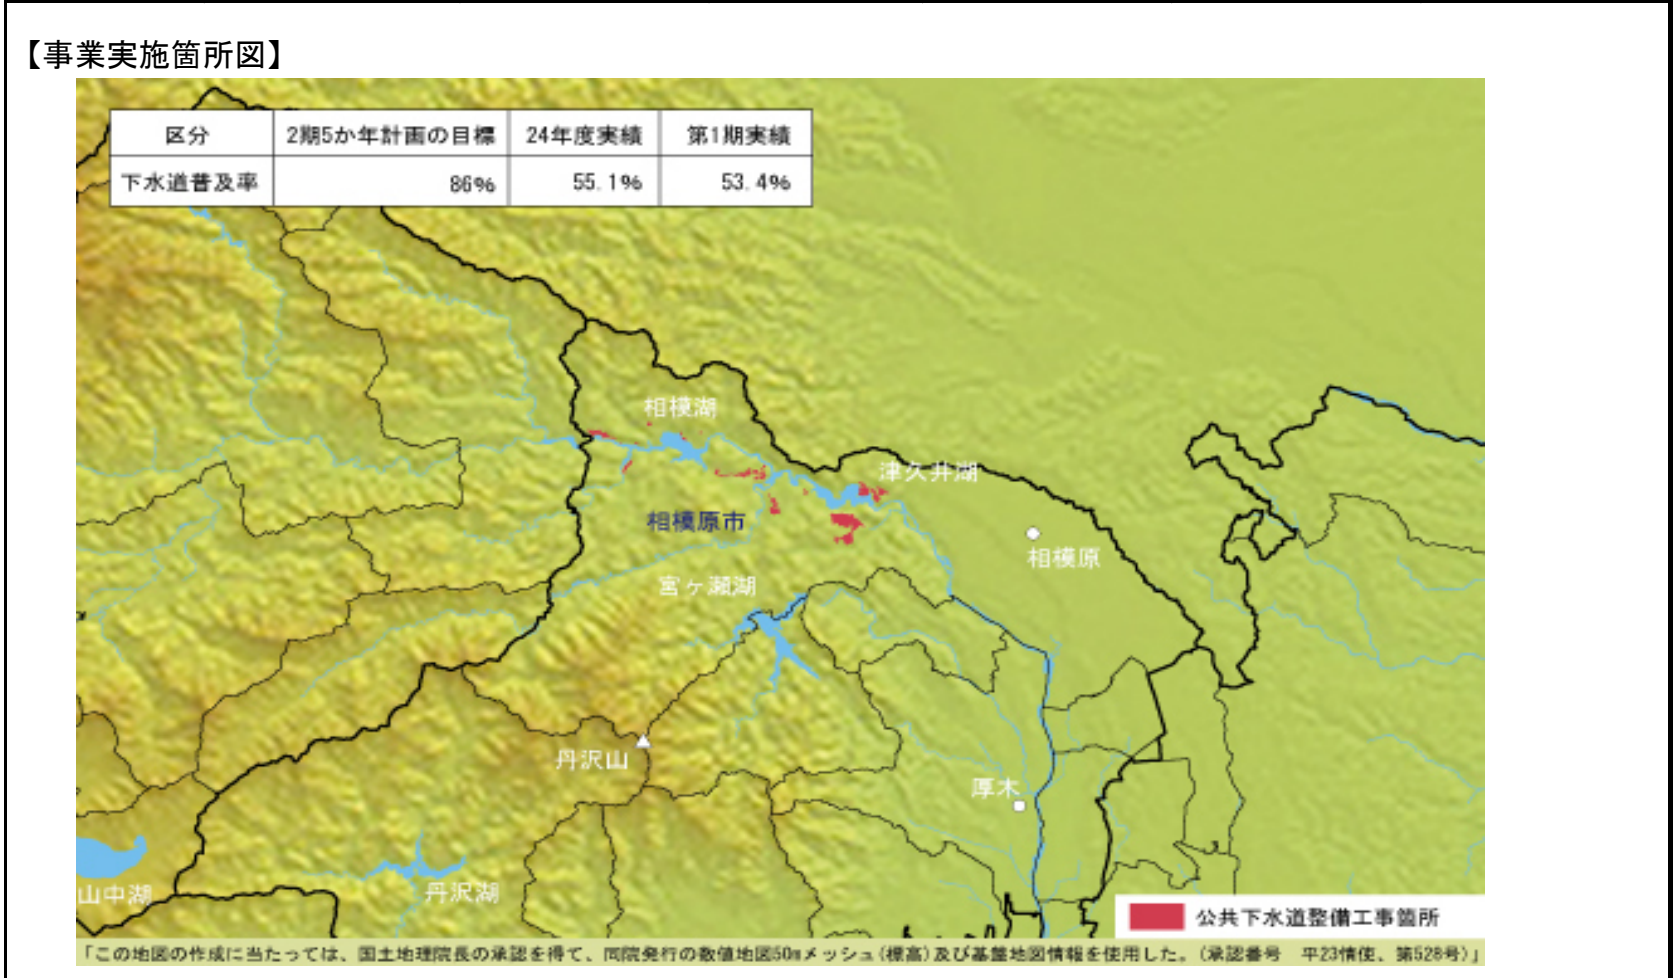 【事業実施箇所図】
区分 2期5か年計画の目標 24年度実績 第1期実績
下水道普及率 86% 55.1% 53.4%
相模湖
津久井湖
相模原市
相模原
宮ヶ瀬湖
丹沢山
厚木
山中湖
丹沢湖
公共下水道整備工事箇所
「この地図の作成に当たっては、国土地理院長の承認を得て、同院発行の数値地図50mメッシュ(標高)及び基盤地図情報を使用した。(承認番号 平23情使、第528号)」